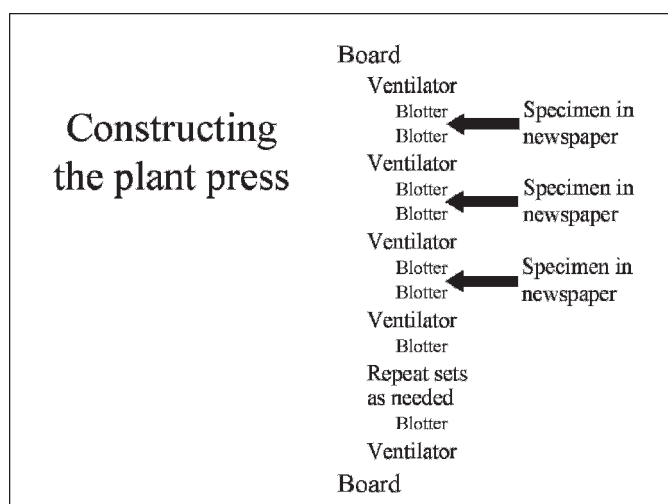 Constructing
the plant press
Board
Ventilator
Blotter
Blotter
Specimen in
newspaper
Ventilator
Blotter
Blotter
Specimen in
newspaper
Ventilator
Blotter
Blotter
Specimen in
newspaper
Ventilator
Blotter
Repeat sets
as needed
Blotter
Ventilator
Board